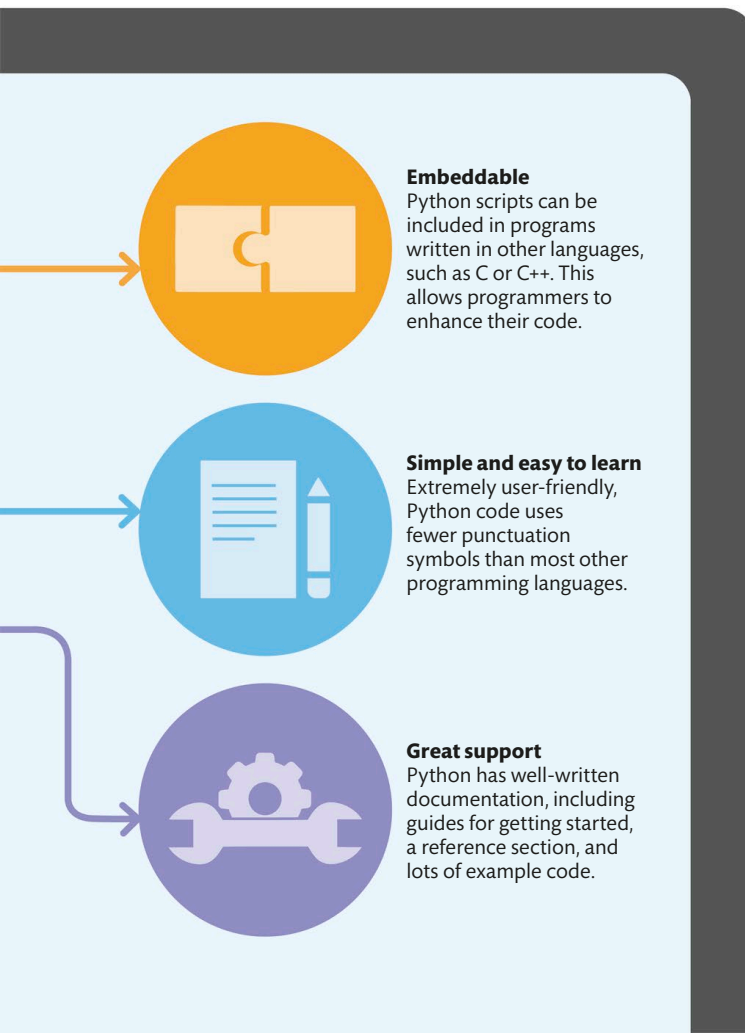 Embeddable
Python scripts can be
included in programs
written in other languages,
such as C or C++. This
allows programmers to
enhance their code.
Simple and easy to learn
Extremely user-friendly,
Python code uses
fewer punctuation
symbols than most other
programming languages.
Great support
Python has well-written
documentation, including
guides for getting started,
a reference section, and
lots of example code.